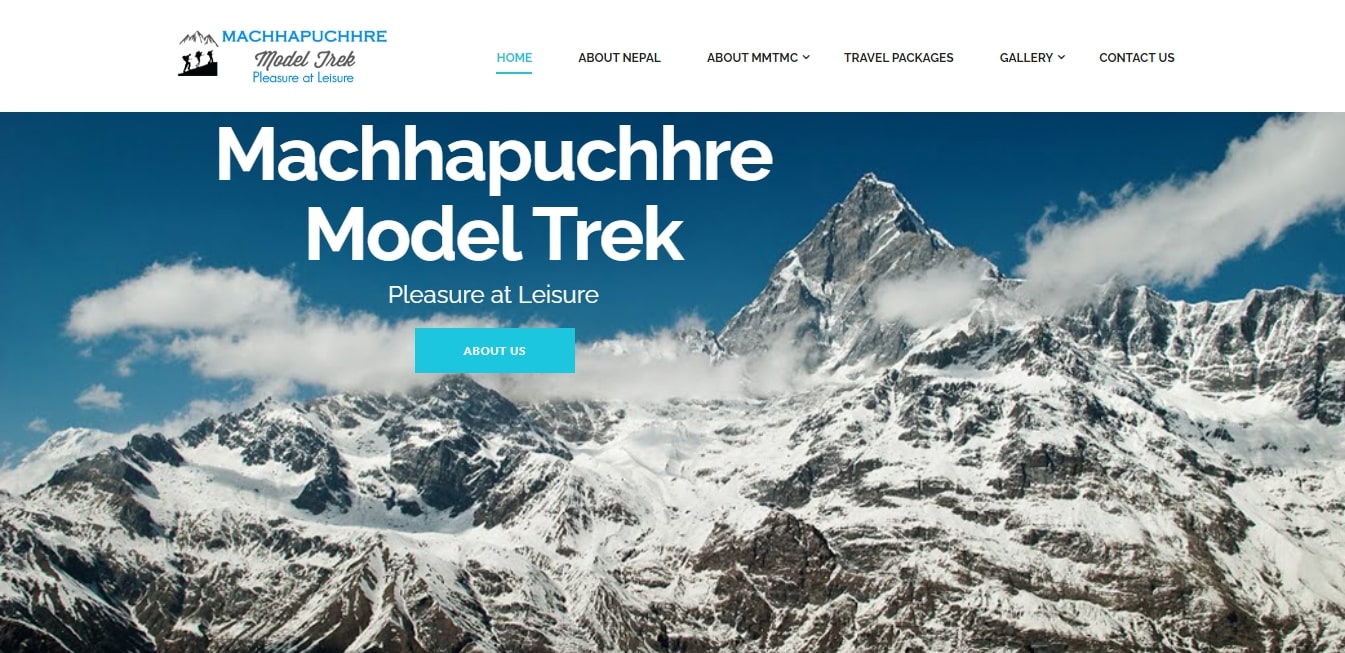 MACHHAPUCHHRE
Model Trek
Pleasure at Leisure
HOME ABOUT NEPAL ABOUT MMTMC TRAVEL PACKAGES GALLERY CONTACT US
Machhapuchhre
Model Trek
Pleasure at Leisure
ABOUT US